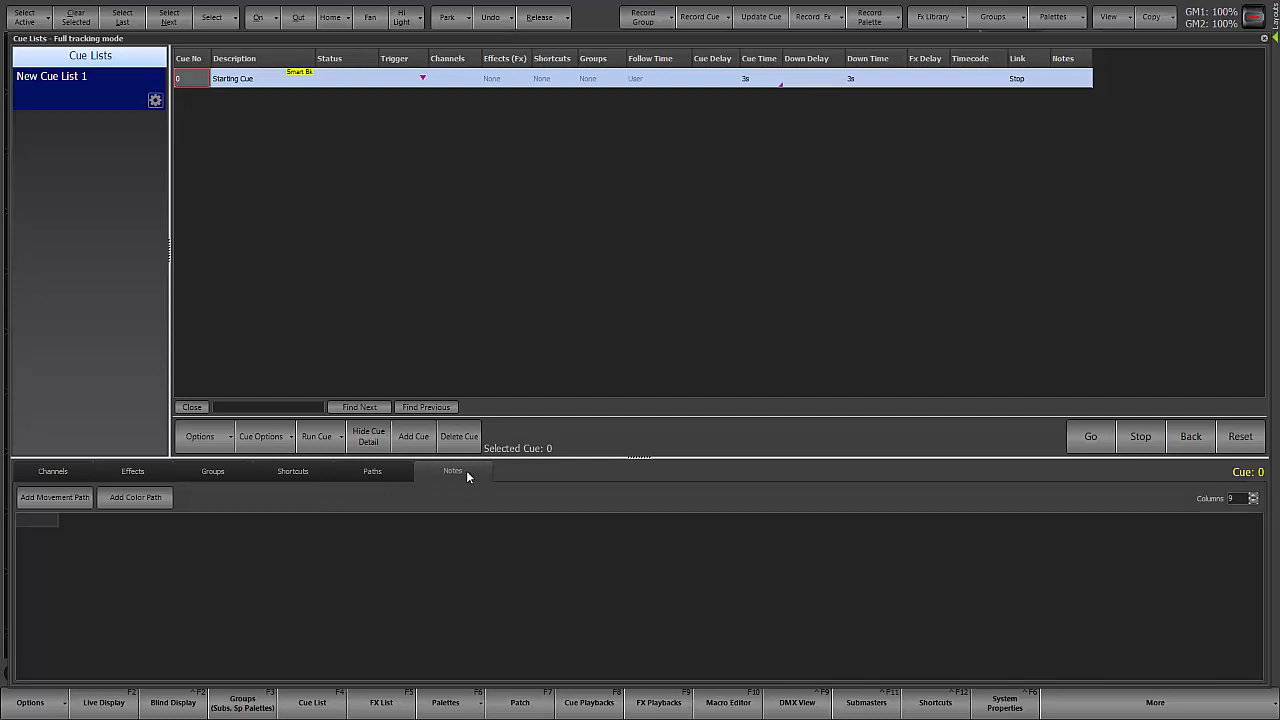 Select Active
Clear Selected
Select Last
Select Next
Select
On
Out
Home
Fan
Hi Light
Park
Undo
Release
Record Group
Record Cue
Update Cue
Record Fx
Record Palette
Fx Library
Groups
Palettes
View
Copy
GM1: 100%
GM2: 100%
Layouts
Cue Lists - Full tracking mode
Cue Lists
New Cue List 1
Cue No Description Status Trigger Channels Effects (Fx) Shortcuts Groups Follow Time Cue Delay Cue Time Down Delay Down Time Fx Delay Timecode Link Notes
0 Starting Cue Smart Bk None None None User 3s 3s Stop
Close Find Next Find Previous
Options Cue Options Run Cue Hide Cue Detail Add Cue Delete Cue Selected Cue: 0 Go Stop Back Reset
Channels Effects Groups Shortcuts Paths Notes Cue: 0
Add Movement Path Add Color Path Columns 9
Options
F2 Live Display
^F2 Blind Display
F3 Groups (Subs, Sp Palettes)
F4 Cue List
F5 FX List
F6 Palettes
F7 Patch
F8 Cue Playbacks
F9 FX Playbacks
F10 Macro Editor
^F9 DMX View
^F11 Submasters
^F12 Shortcuts
^F6 System Properties
More